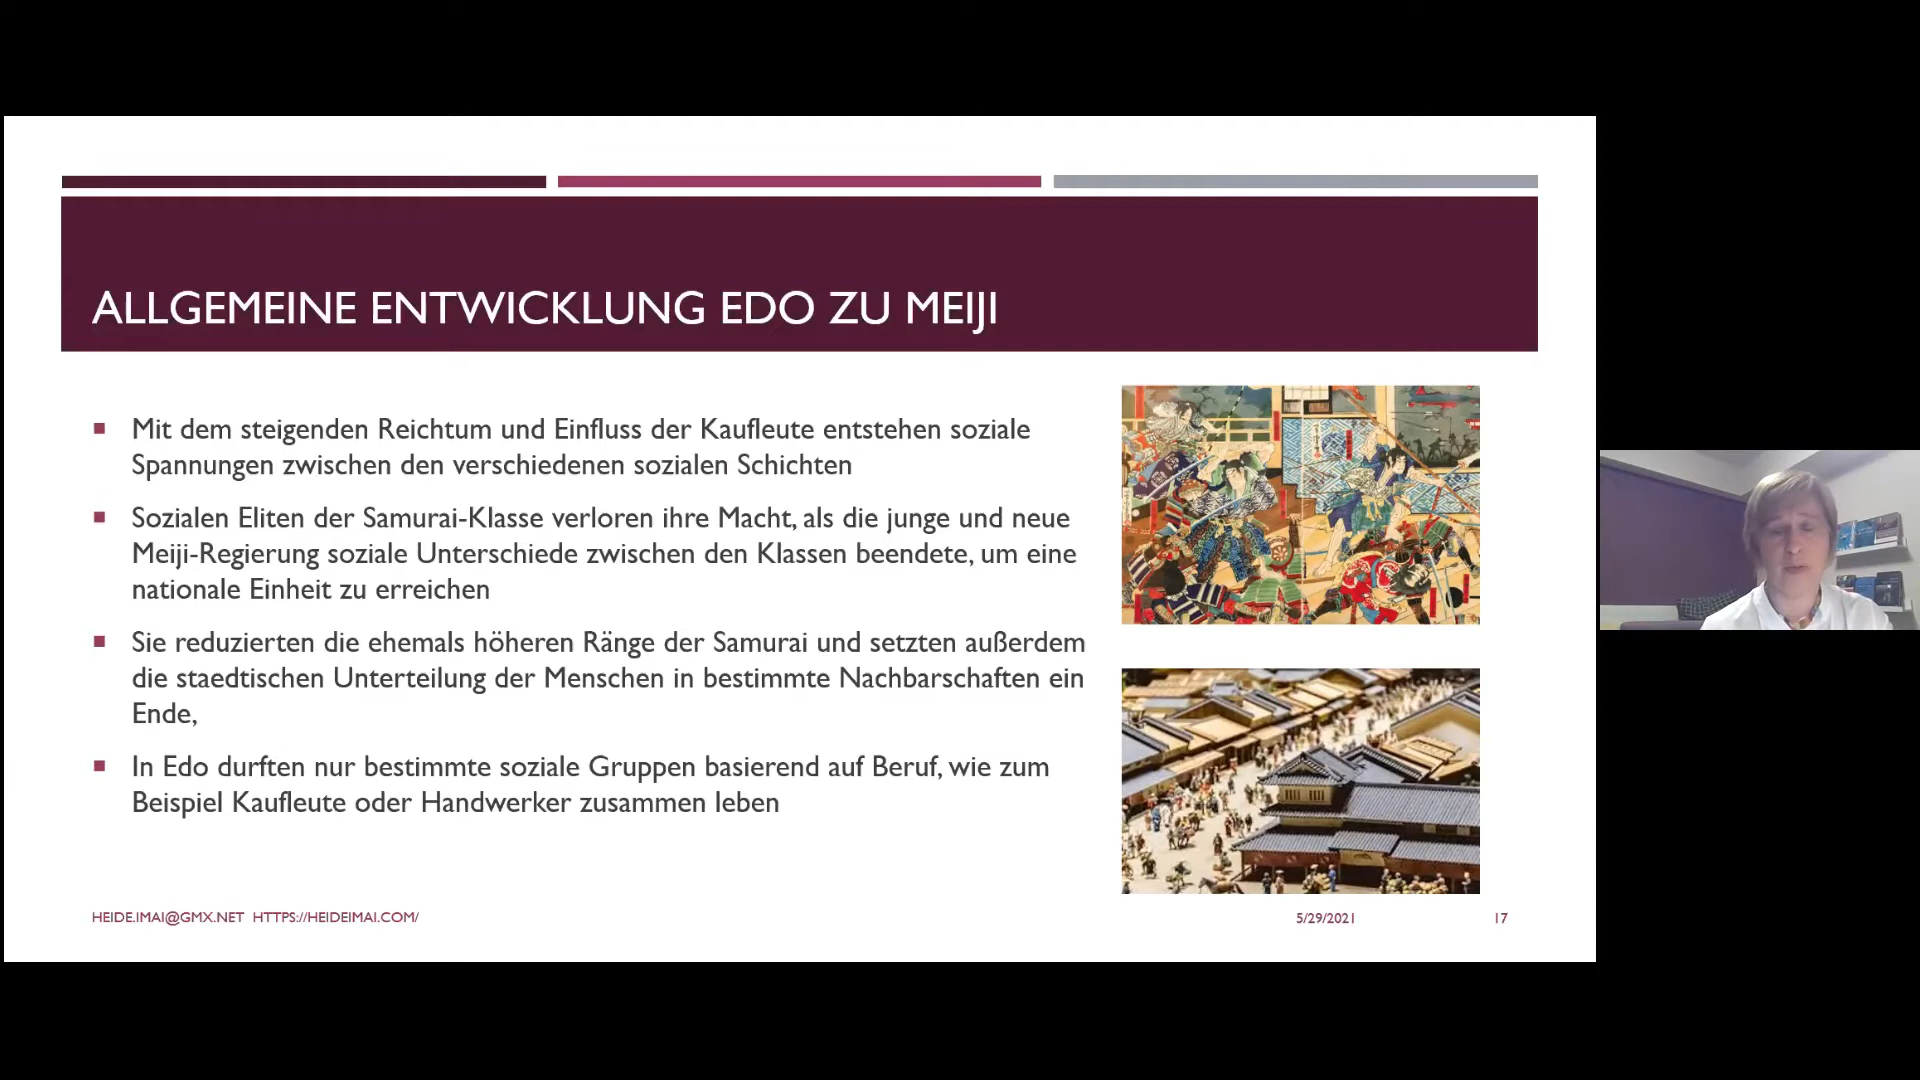 ALLGEMEINE ENTWICKLUNG EDO ZU MEIJI
Mit dem steigenden Reichtum und Einfluss der Kaufleute entstehen soziale
Spannungen zwischen den verschiedenen sozialen Schichten
Sozialen Eliten der Samurai-Klasse verloren ihre Macht, als die junge und neue
Meiji-Regierung soziale Unterschiede zwischen den Klassen beendete, um eine
nationale Einheit zu erreichen
Sie reduzierten die ehemals höheren Ränge der Samurai und setzten außerdem
die staedtischen Unterteilung der Menschen in bestimmte Nachbarschaften ein
Ende,
In Edo durften nur bestimmte soziale Gruppen basierend auf Beruf, wie zum
Beispiel Kaufleute oder Handwerker zusammen leben
HEIDE.IMAI@GMX.NET HTTPS://HEIDEIMAI.COM/
5/29/2021
17